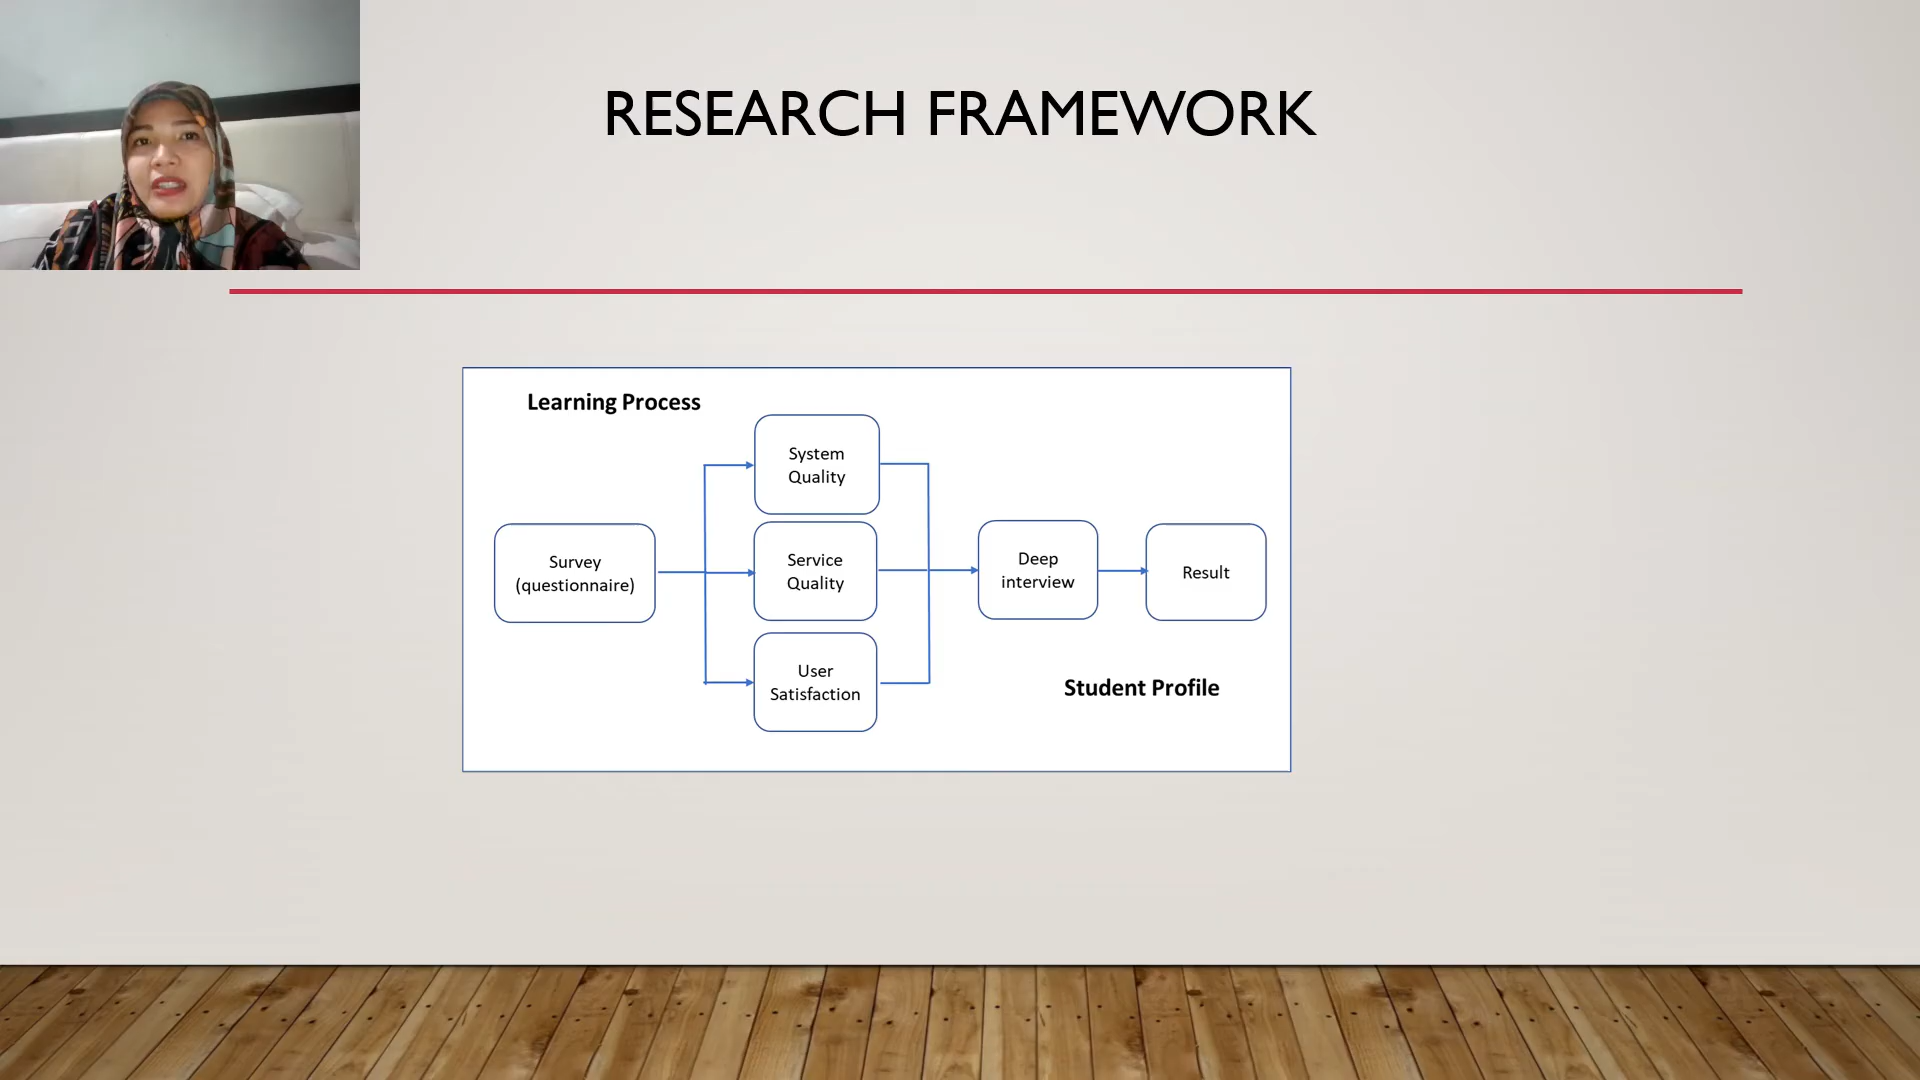 RESEARCH FRAMEWORK
Learning Process
System
Quality
Survey
(questionnaire)
Service
Quality
User
Satisfaction
Deep
interview
Result
Student Profile